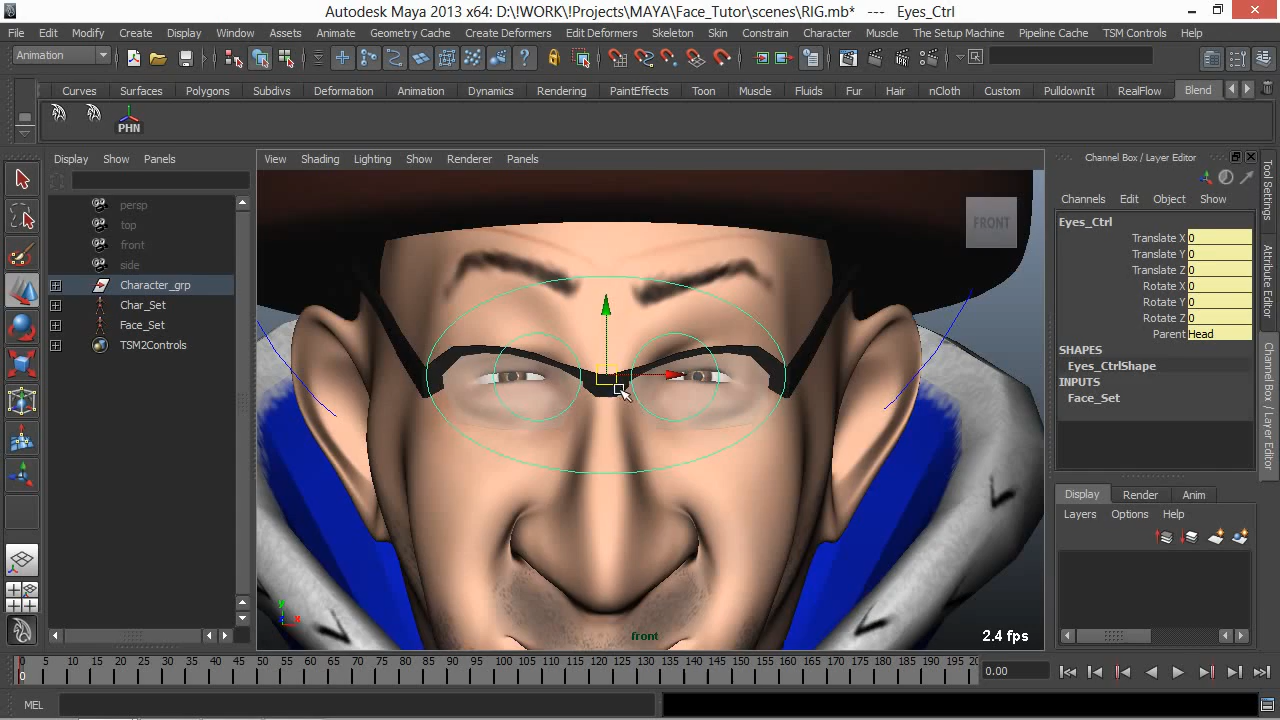 Autodesk Maya 2013 x64: D:\!WORK\!Projects\MAYA\Face_Tutor\scenes\RIG.mb* --- Eyes_Ctrl
File Edit Modify Create Display Window Assets Animate Geometry Cache Create Deformers Edit Deformers Skeleton Skin Constrain Character Muscle The Setup Machine Pipeline Cache TSM Controls Help
Animation
Curves Surfaces Polygons Subdivs Deformation Animation Dynamics Rendering PaintEffects Toon Muscle Fluids Fur Hair nCloth Custom PulldownIt RealFlow Blend
PHN
Display Show Panels
persp
top
front
side
Character_grp
Char_Set
Face_Set
TSM2Controls
View Shading Lighting Show Renderer Panels
FRONT
y
x
front
2.4 fps
Channel Box / Layer Editor
Channels Edit Object Show
Eyes_Ctrl
Translate X 0
Translate Y 0
Translate Z 0
Rotate X 0
Rotate Y 0
Rotate Z 0
Parent Head
SHAPES
Eyes_CtrlShape
INPUTS
Face_Set
Display Render Anim
Layers Options Help
Tool Settings
Attribute Editor
Channel Box / Layer Editor
0 5 10 15 20 25 30 35 40 45 50 55 60 65 70 75 80 85 90 95 100 105 110 115 120 125 130 135 140 145 150 155 160 165 170 175 180 185 190 195 20
0
0.00
MEL